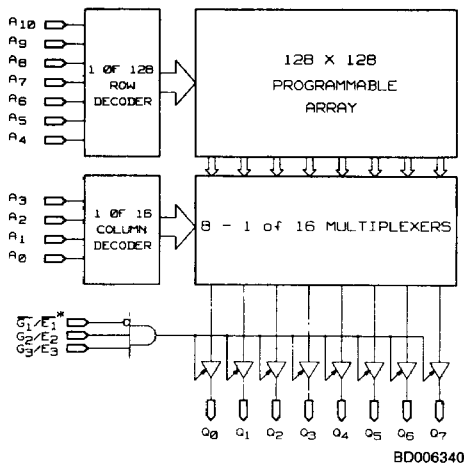 A10
A9
A8
A7
A6
A5
A4
1 OF 128
ROW
DECODER
128 X 128
PROGRAMMABLE
ARRAY
A3
A2
A1
A0
1 OF 16
COLUMN
DECODER
8 - 1 of 16 MULTIPLEXERS
G1/E1*
G2/E2
G3/E3
Q0 Q1 Q2 Q3 Q4 Q5 Q6 Q7
BD006340